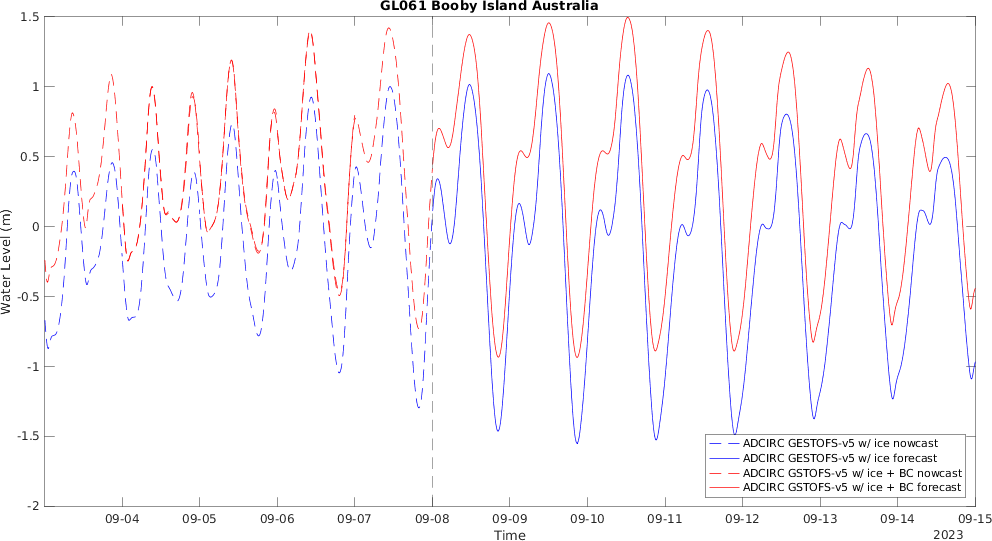 GL061 Booby Island Australia
1.5
1
0.5
0
-0.5
-1
-1.5
-2
Water Level (m)
ADCIRC GESTOFS-v5 w/ ice nowcast
ADCIRC GESTOFS-v5 w/ ice forecast
ADCIRC GSTOFS-v5 w/ ice + BC nowcast
ADCIRC GSTOFS-v5 w/ ice + BC forecast
09-04 09-05 09-06 09-07 09-08 09-09 09-10 09-11 09-12 09-13 09-14 09-15
Time
2023